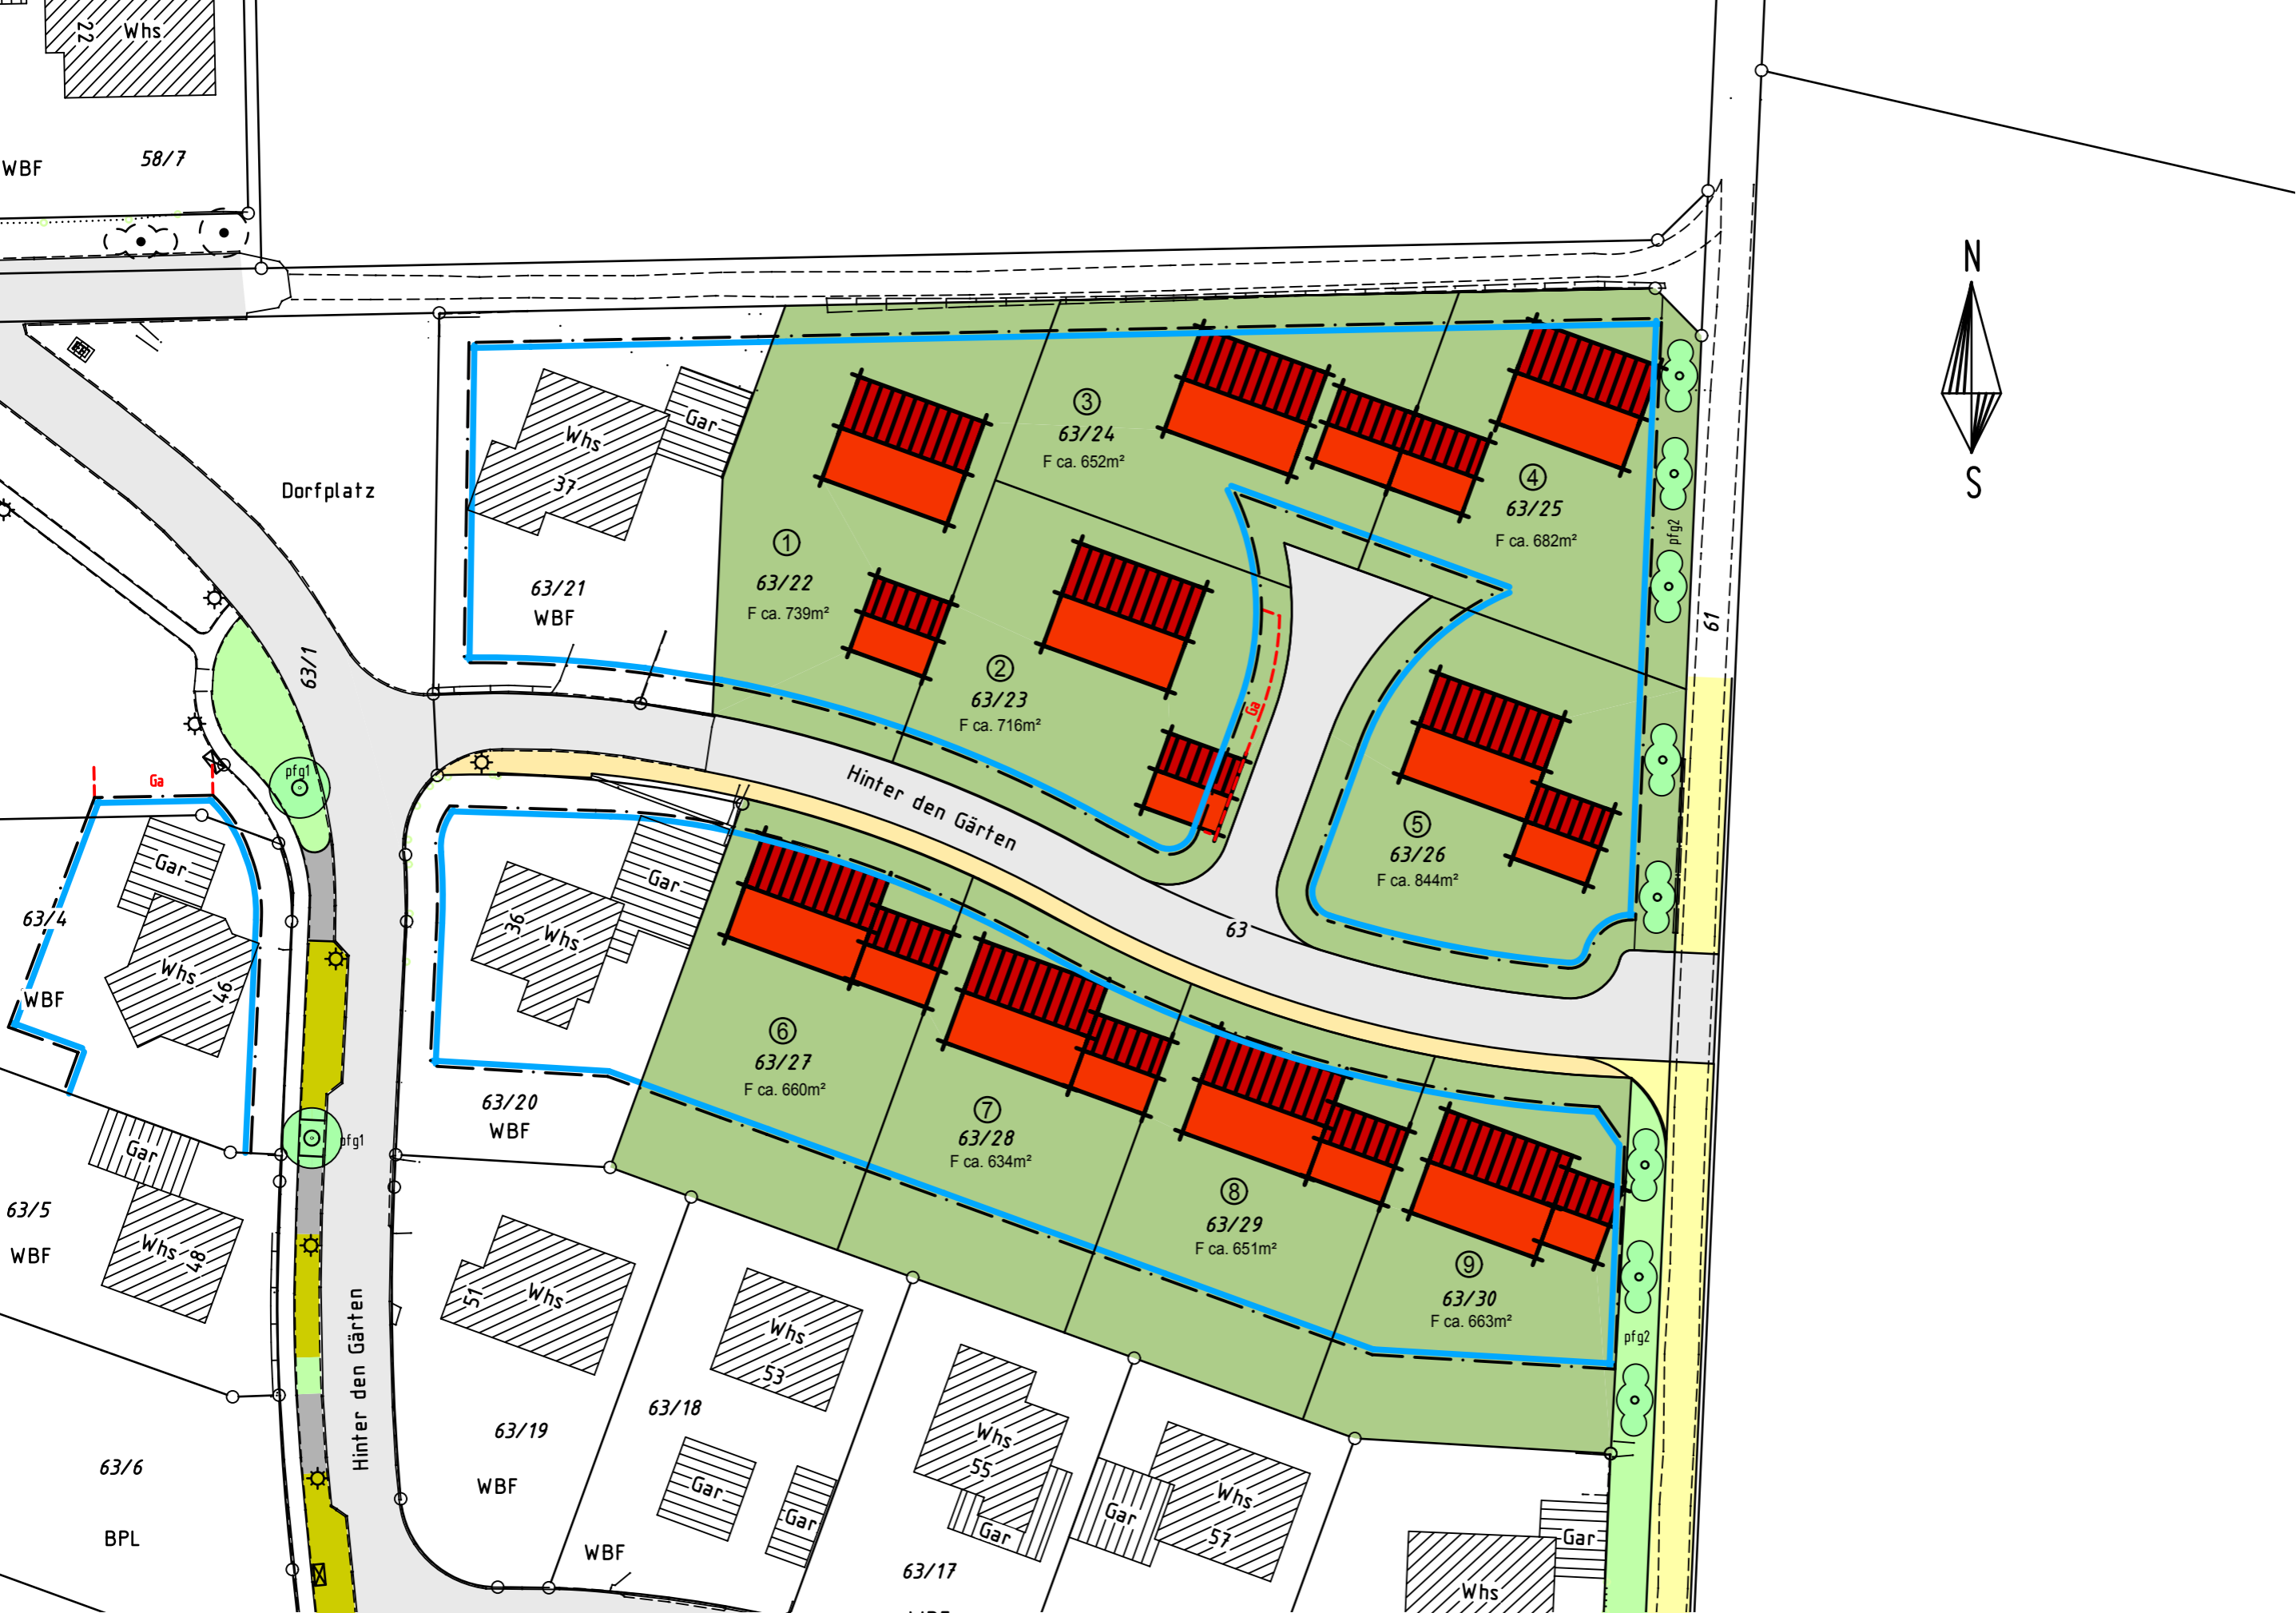 22
Whs
58/7
WBF
N
S
Dorfplatz
Whs
37
Gar
63/21
WBF
①
63/22
F ca. 739m²
②
63/23
F ca. 716m²
③
63/24
F ca. 652m²
④
63/25
F ca. 682m²
pfg2
61
⑤
63/26
F ca. 844m²
Ga
63/1
pfg1
Ga
Hinter den Gärten
63
Gar
63/4
Whs
46
WBF
36
Whs
Gar
63/20
WBF
⑥
63/27
F ca. 660m²
⑦
63/28
F ca. 634m²
⑧
63/29
F ca. 651m²
⑨
63/30
F ca. 663m²
pfg2
pfg1
Gar
63/5
WBF
Whs
48
Hinter den Gärten
51
Whs
Whs
53
63/18
63/19
WBF
Gar
Gar
WBF
Whs
55
Gar
63/17
Gar
Whs
57
Gar
Whs
63/6
BPL